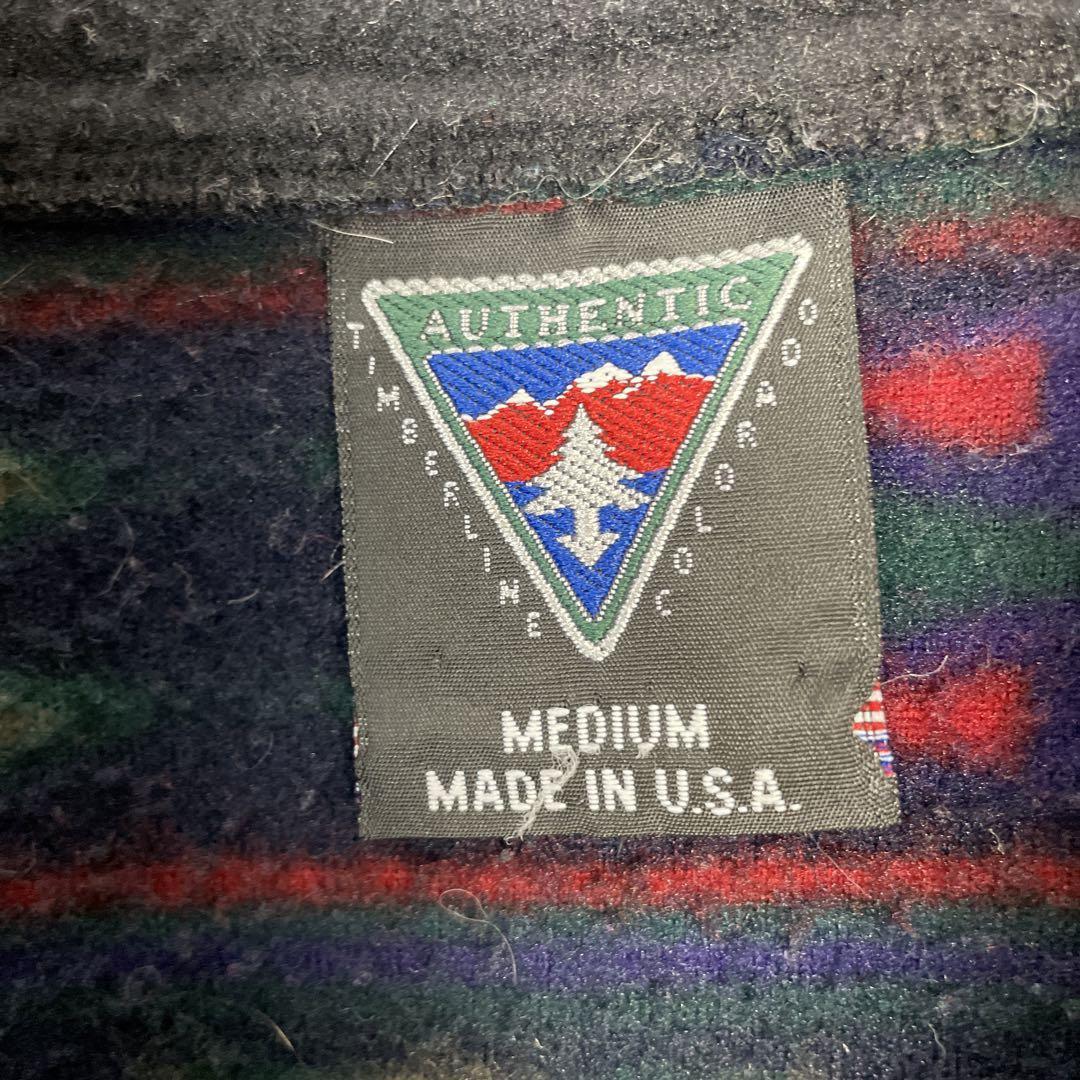 AUTHENTIC
TIMBERLINE
COLORADO
MEDIUM
MADE IN U.S.A.